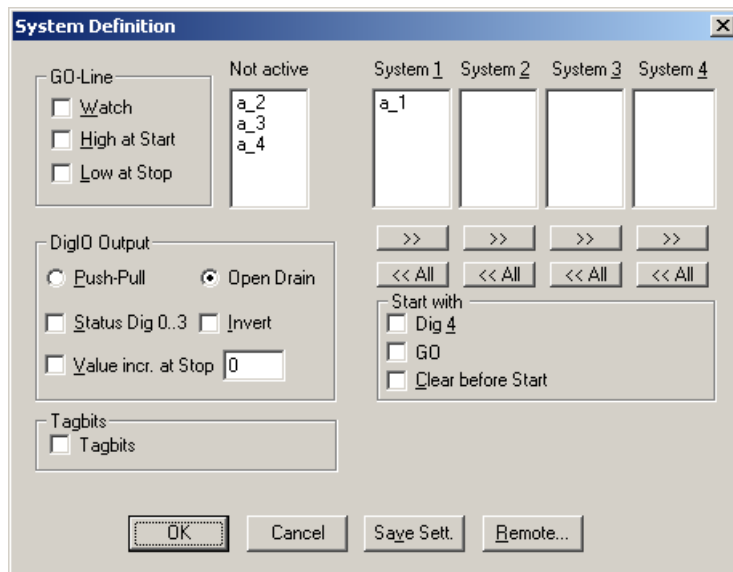 System Definition
GO-Line
Watch
High at Start
Low at Stop
Not active
a_2
a_3
a_4
System 1 System 2 System 3 System 4
a_1
>> >> >> >>
<< All << All << All << All
DigIO Output
Push-Pull Open Drain
Status Dig 0..3 Invert
Value incr. at Stop 0
Start with
Dig 4
GO
Clear before Start
Tagbits
Tagbits
OK Cancel Save Sett. Remote...